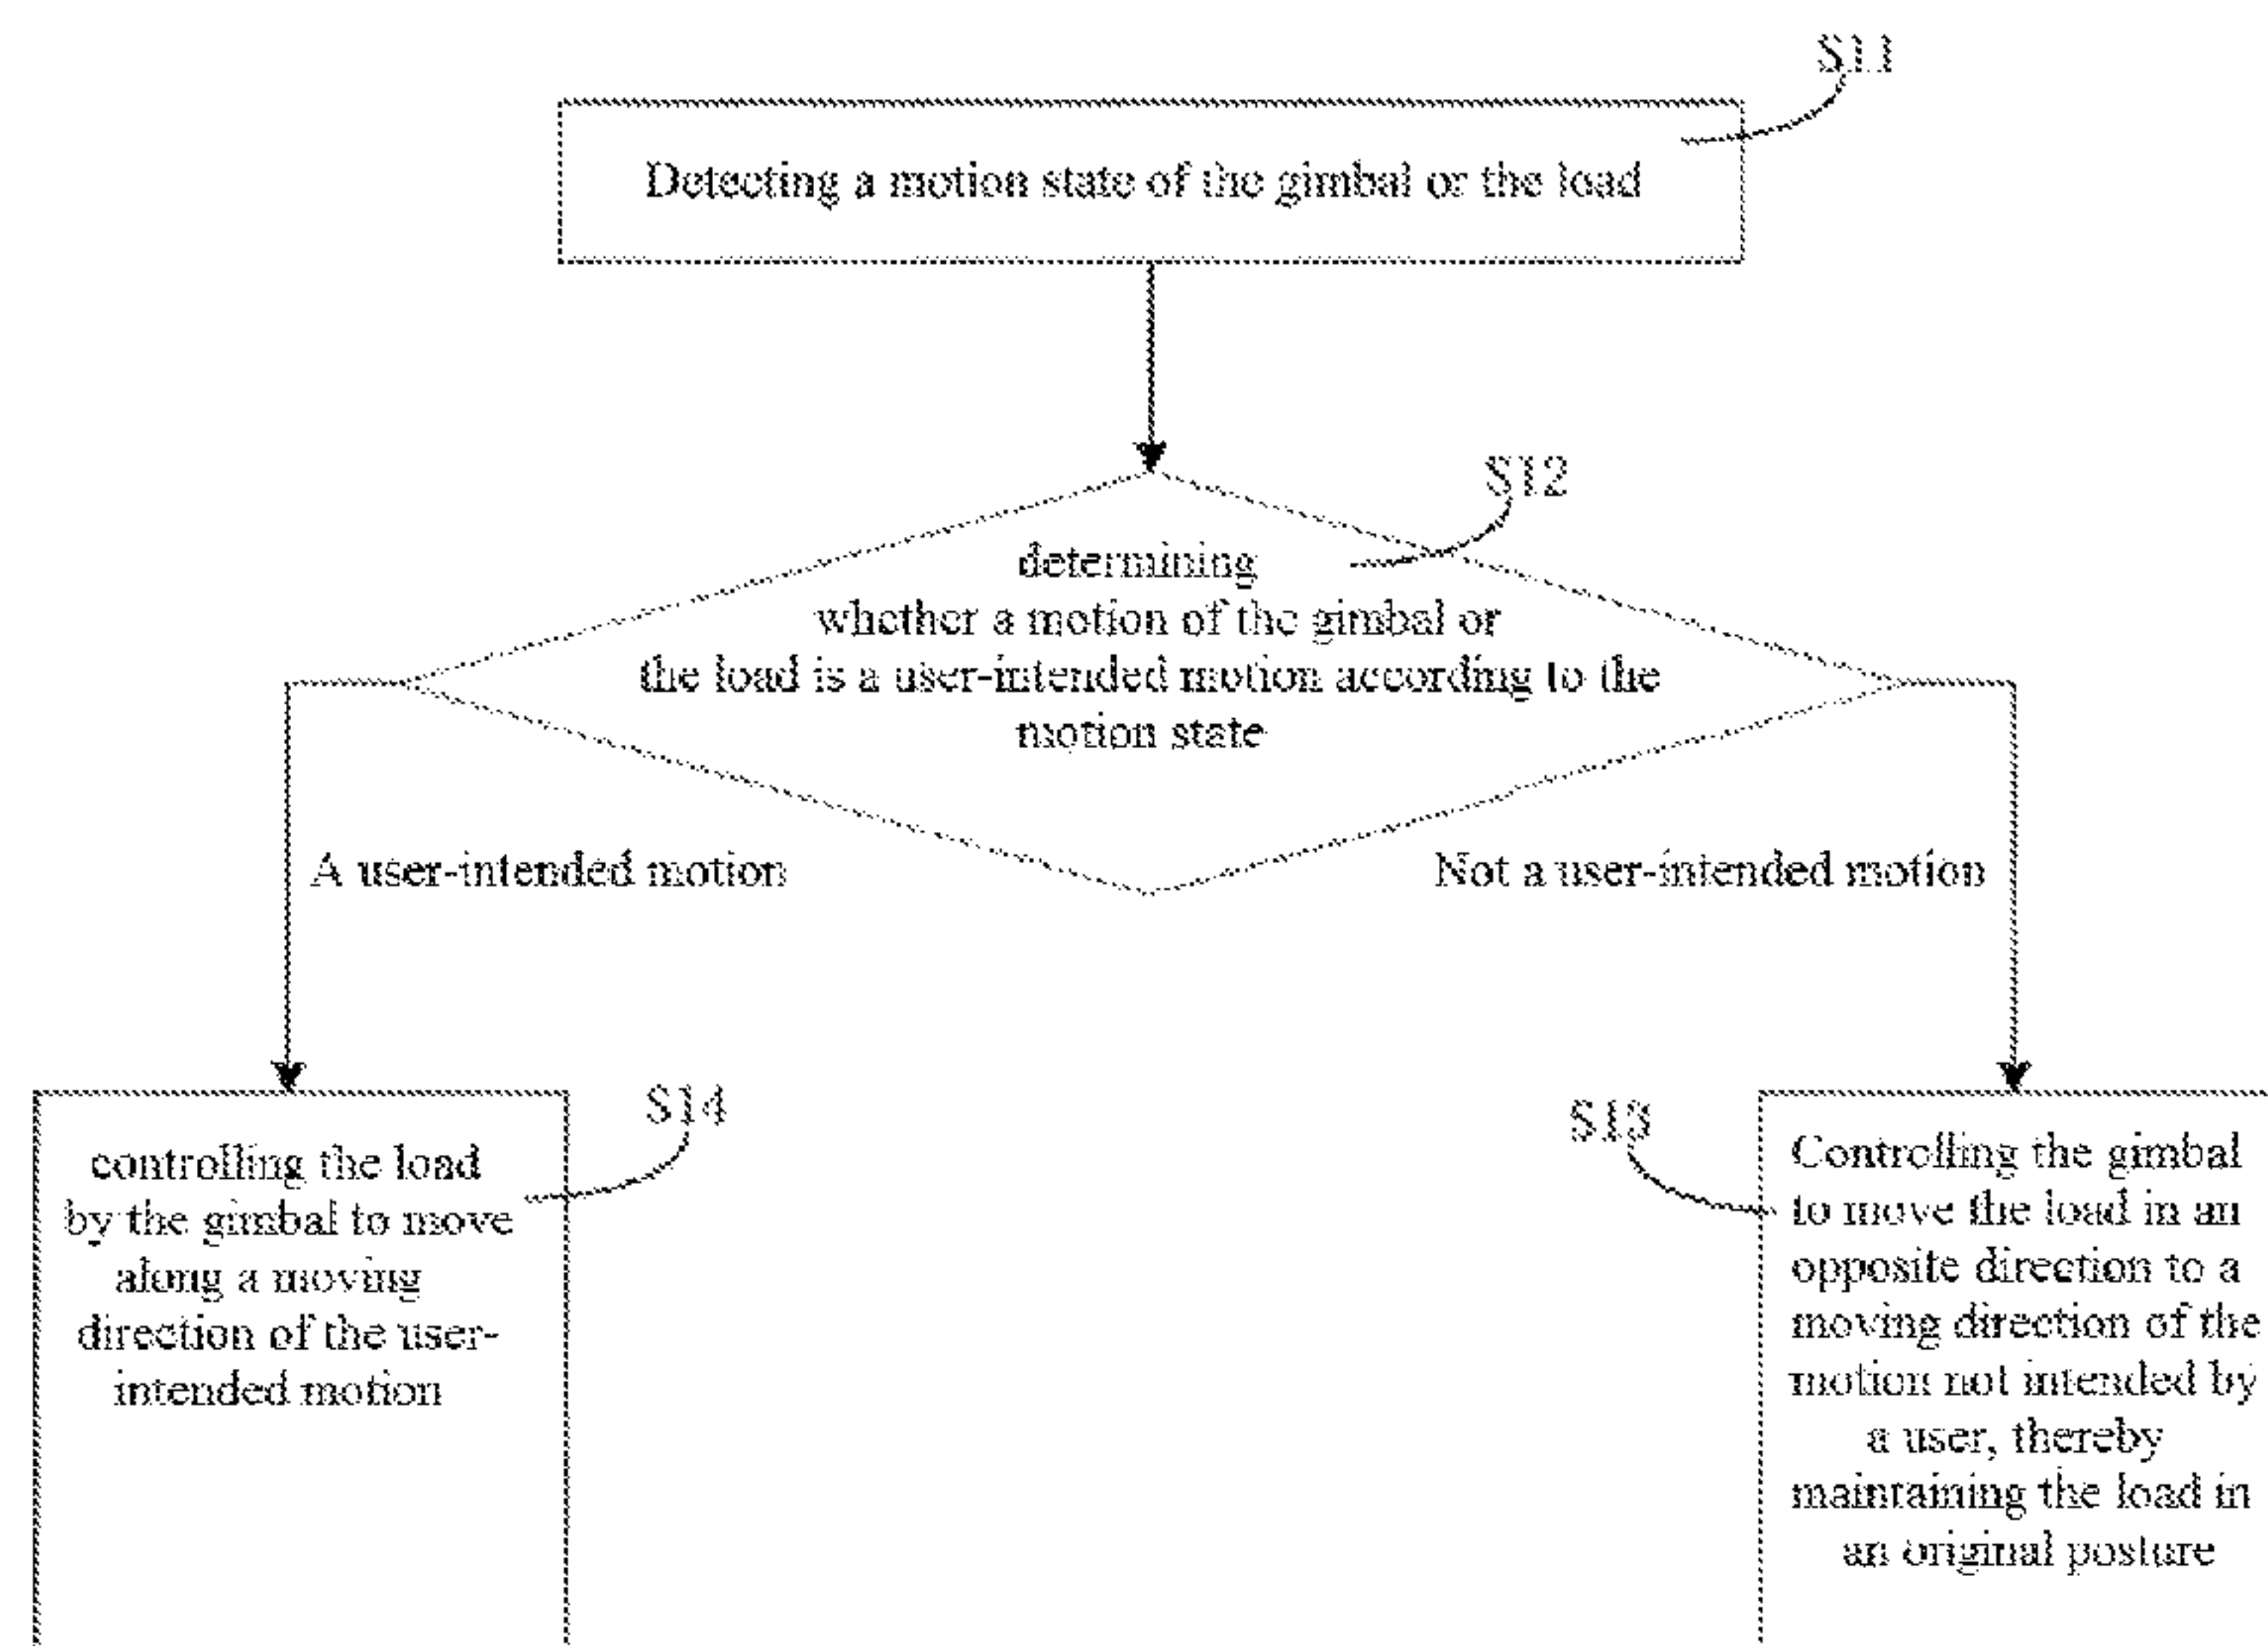 S11
Detecting a motion state of the gimbal or the load
S12
determining
whether a motion of the gimbal or
the load is a user-intended motion according to the
motion state
A user-intended motion
Not a user-intended motion
S14
controlling the load
by the gimbal to move
along a moving
direction of the user-
intended motion
S13
Controlling the gimbal
to move the load in an
opposite direction to a
moving direction of the
motion not intended by
a user, thereby
maintaining the load in
an original posture